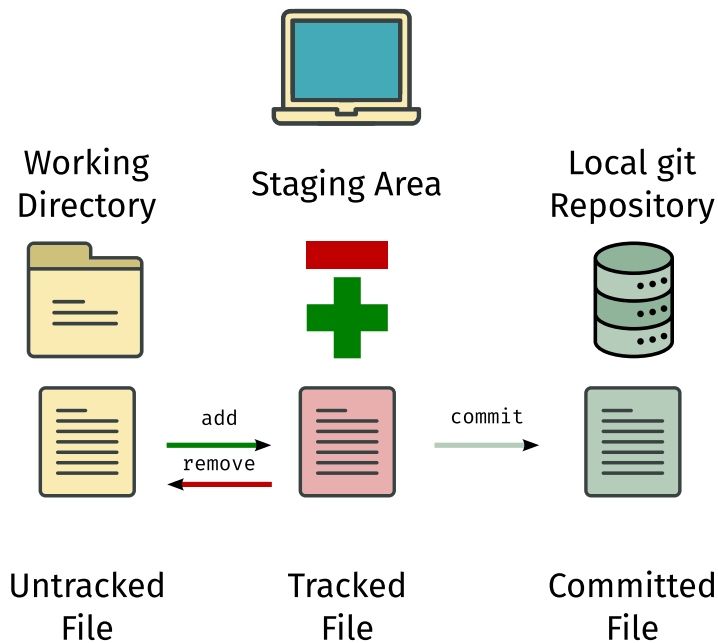 Working
Directory
Staging Area
Local git
Repository
add
remove
commit
Untracked
File
Tracked
File
Committed
File